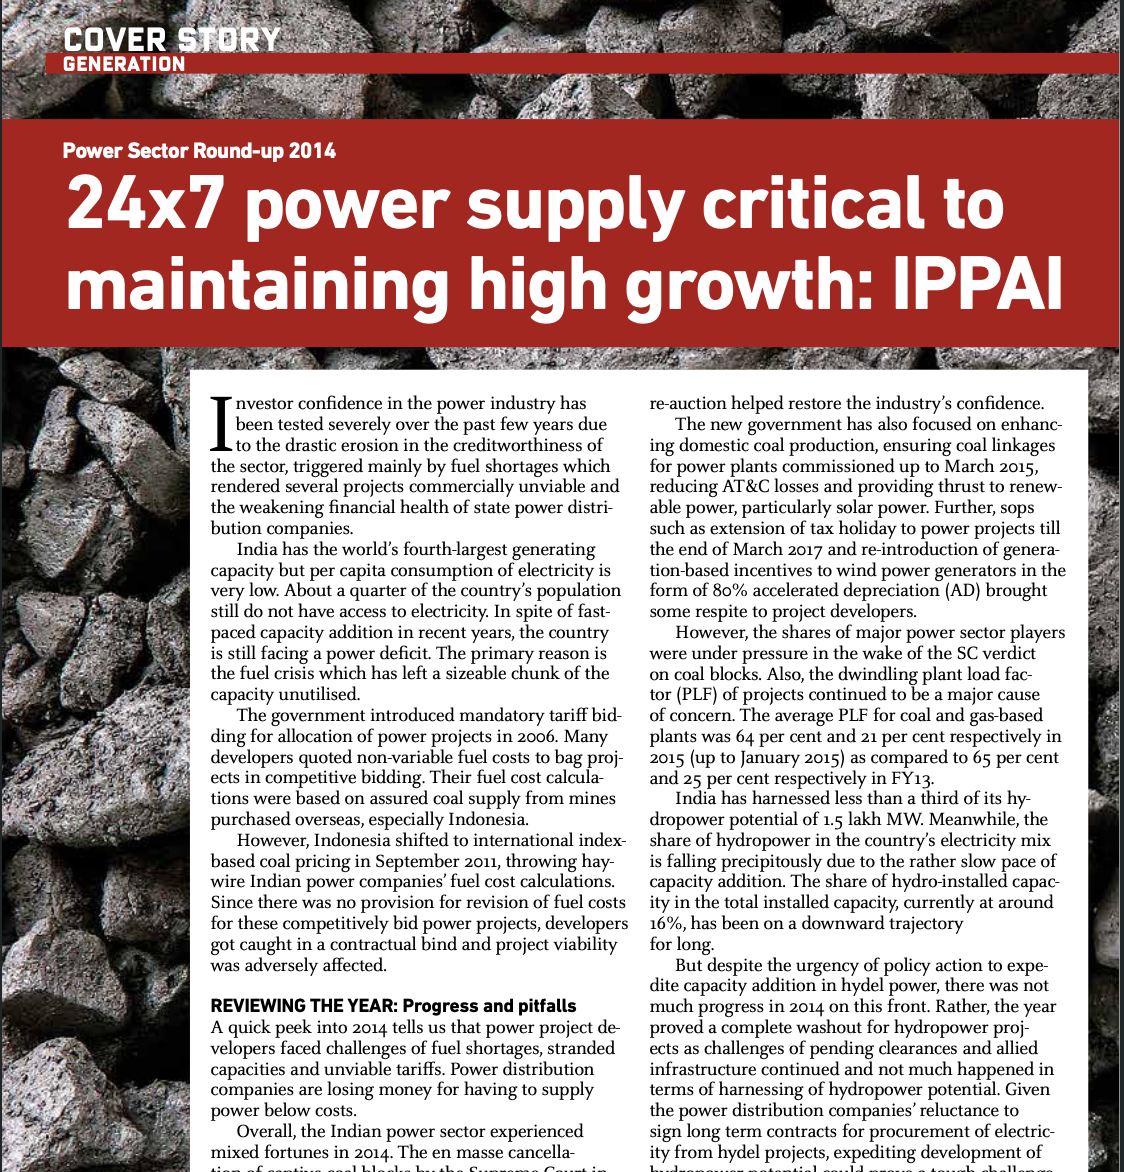 COVER STORY
GENERATION
Power Sector Round-up 2014
24x7 power supply critical to
maintaining high growth: IPPAI
Investor confidence in the power industry has
been tested severely over the past few years due
to the drastic erosion in the creditworthiness of
the sector, triggered mainly by fuel shortages which
rendered several projects commercially unviable and
the weakening financial health of state power distri-
bution companies.
India has the world's fourth-largest generating
capacity but per capita consumption of electricity is
very low. About a quarter of the country's population
still do not have access to electricity. In spite of fast-
paced capacity addition in recent years, the country
is still facing a power deficit. The primary reason is
the fuel crisis which has left a sizeable chunk of the
capacity unutilised.
The government introduced mandatory tariff bid-
ding for allocation of power projects in 2006. Many
developers quoted non-variable fuel costs to bag proj-
ects in competitive bidding. Their fuel cost calcula-
tions were based on assured coal supply from mines
purchased overseas, especially Indonesia.
However, Indonesia shifted to international index-
based coal pricing in September 2011, throwing hay-
wire Indian power companies' fuel cost calculations.
Since there was no provision for revision of fuel costs
for these competitively bid power projects, developers
got caught in a contractual bind and project viability
was adversely affected.
REVIEWING THE YEAR: Progress and pitfalls
A quick peek into 2014 tells us that power project de-
velopers faced challenges of fuel shortages, stranded
capacities and unviable tariffs. Power distribution
companies are losing money for having to supply
power below costs.
Overall, the Indian power sector experienced
mixed fortunes in 2014. The en masse cancella-
tion of captive coal blocks by the Supreme Court in
re-auction helped restore the industry's confidence.
The new government has also focused on enhanc-
ing domestic coal production, ensuring coal linkages
for power plants commissioned up to March 2015,
reducing AT&C losses and providing thrust to renew-
able power, particularly solar power. Further, sops
such as extension of tax holiday to power projects till
the end of March 2017 and re-introduction of genera-
tion-based incentives to wind power generators in the
form of 80% accelerated depreciation (AD) brought
some respite to project developers.
However, the shares of major power sector players
were under pressure in the wake of the SC verdict
on coal blocks. Also, the dwindling plant load fac-
tor (PLF) of projects continued to be a major cause
of concern. The average PLF for coal and gas-based
plants was 64 per cent and 21 per cent respectively in
2015 (up to January 2015) as compared to 65 per cent
and 25 per cent respectively in FY13.
India has harnessed less than a third of its hy-
dropower potential of 1.5 lakh MW. Meanwhile, the
share of hydropower in the country's electricity mix
is falling precipitously due to the rather slow pace of
capacity addition. The share of hydro-installed capac-
ity in the total installed capacity, currently at around
16%, has been on a downward trajectory
for long.
But despite the urgency of policy action to expe-
dite capacity addition in hydel power, there was not
much progress in 2014 on this front. Rather, the year
proved a complete washout for hydropower proj-
ects as challenges of pending clearances and allied
infrastructure continued and not much happened in
terms of harnessing of hydropower potential. Given
the power distribution companies' reluctance to
sign long term contracts for procurement of electric-
ity from hydel projects, expediting development of
hydropower potential could prove a tough challenge